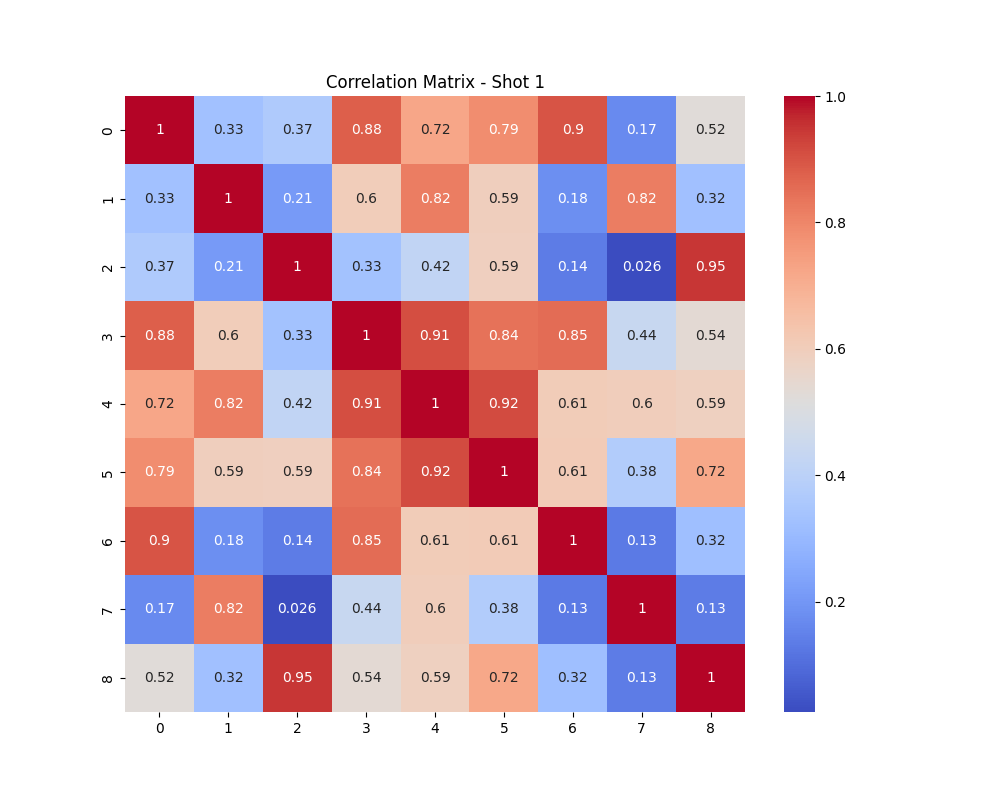 Correlation Matrix - Shot 1
0 1 0.33 0.37 0.88 0.72 0.79 0.9 0.17 0.52
1 0.33 1 0.21 0.6 0.82 0.59 0.18 0.82 0.32
2 0.37 0.21 1 0.33 0.42 0.59 0.14 0.026 0.95
3 0.88 0.6 0.33 1 0.91 0.84 0.85 0.44 0.54
4 0.72 0.82 0.42 0.91 1 0.92 0.61 0.6 0.59
5 0.79 0.59 0.59 0.84 0.92 1 0.61 0.38 0.72
6 0.9 0.18 0.14 0.85 0.61 0.61 1 0.13 0.32
7 0.17 0.82 0.026 0.44 0.6 0.38 0.13 1 0.13
8 0.52 0.32 0.95 0.54 0.59 0.72 0.32 0.13 1
0 1 2 3 4 5 6 7 8
1.0
0.8
0.6
0.4
0.2